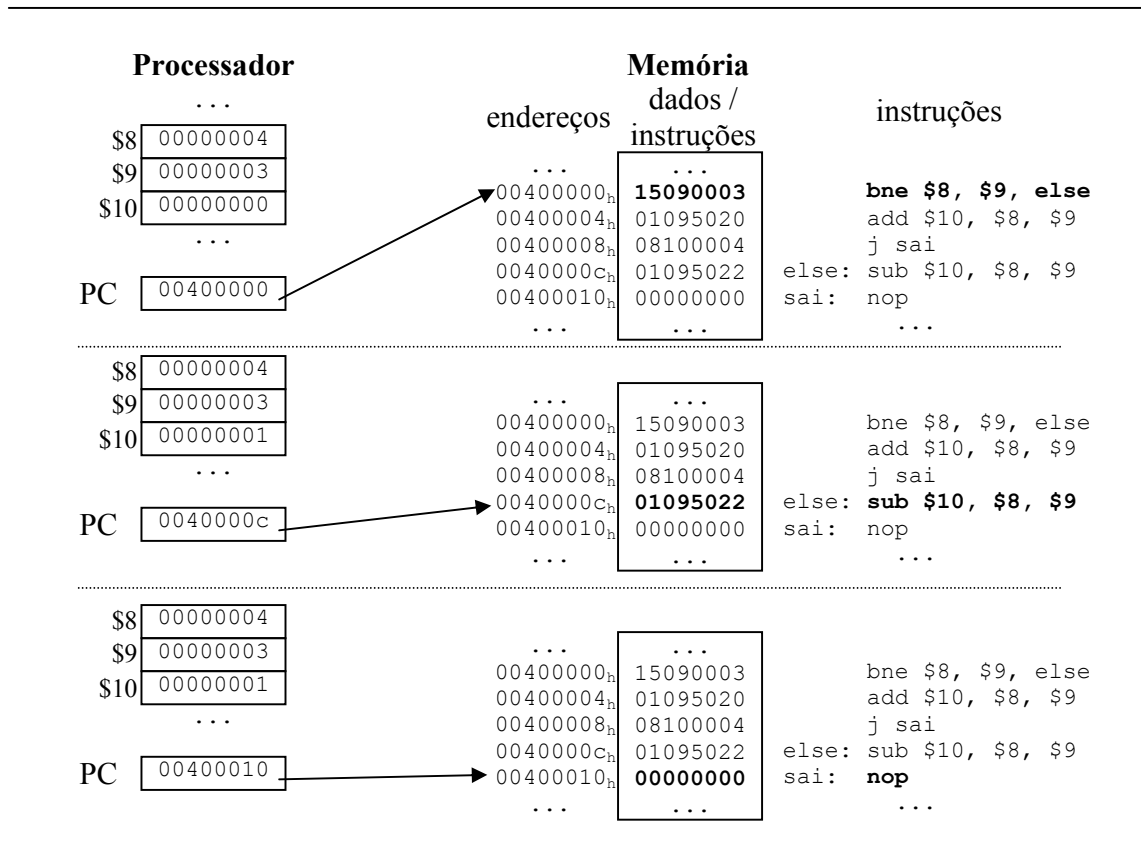 Processador Memória
... endereços dados / instruções instruções
$8 00000004
$9 00000003 ... ...
$10 00000000 00400000h 15090003 bne $8, $9, else
00400004h 01095020 add $10, $8, $9
... 00400008h 08100004 j sai
0040000ch 01095022 else: sub $10, $8, $9
PC 00400000 00400010h 00000000 sai: nop
... ... ...
$8 00000004
$9 00000003 ... ...
00400000h 15090003 bne $8, $9, else
$10 00000001 00400004h 01095020 add $10, $8, $9
... 00400008h 08100004 j sai
0040000ch 01095022 else: sub $10, $8, $9
PC 0040000c 00400010h 00000000 sai: nop
... ... ...
$8 00000004
$9 00000003 ... ...
00400000h 15090003 bne $8, $9, else
$10 00000001 00400004h 01095020 add $10, $8, $9
... 00400008h 08100004 j sai
0040000ch 01095022 else: sub $10, $8, $9
PC 00400010 00400010h 00000000 sai: nop
... ... ...